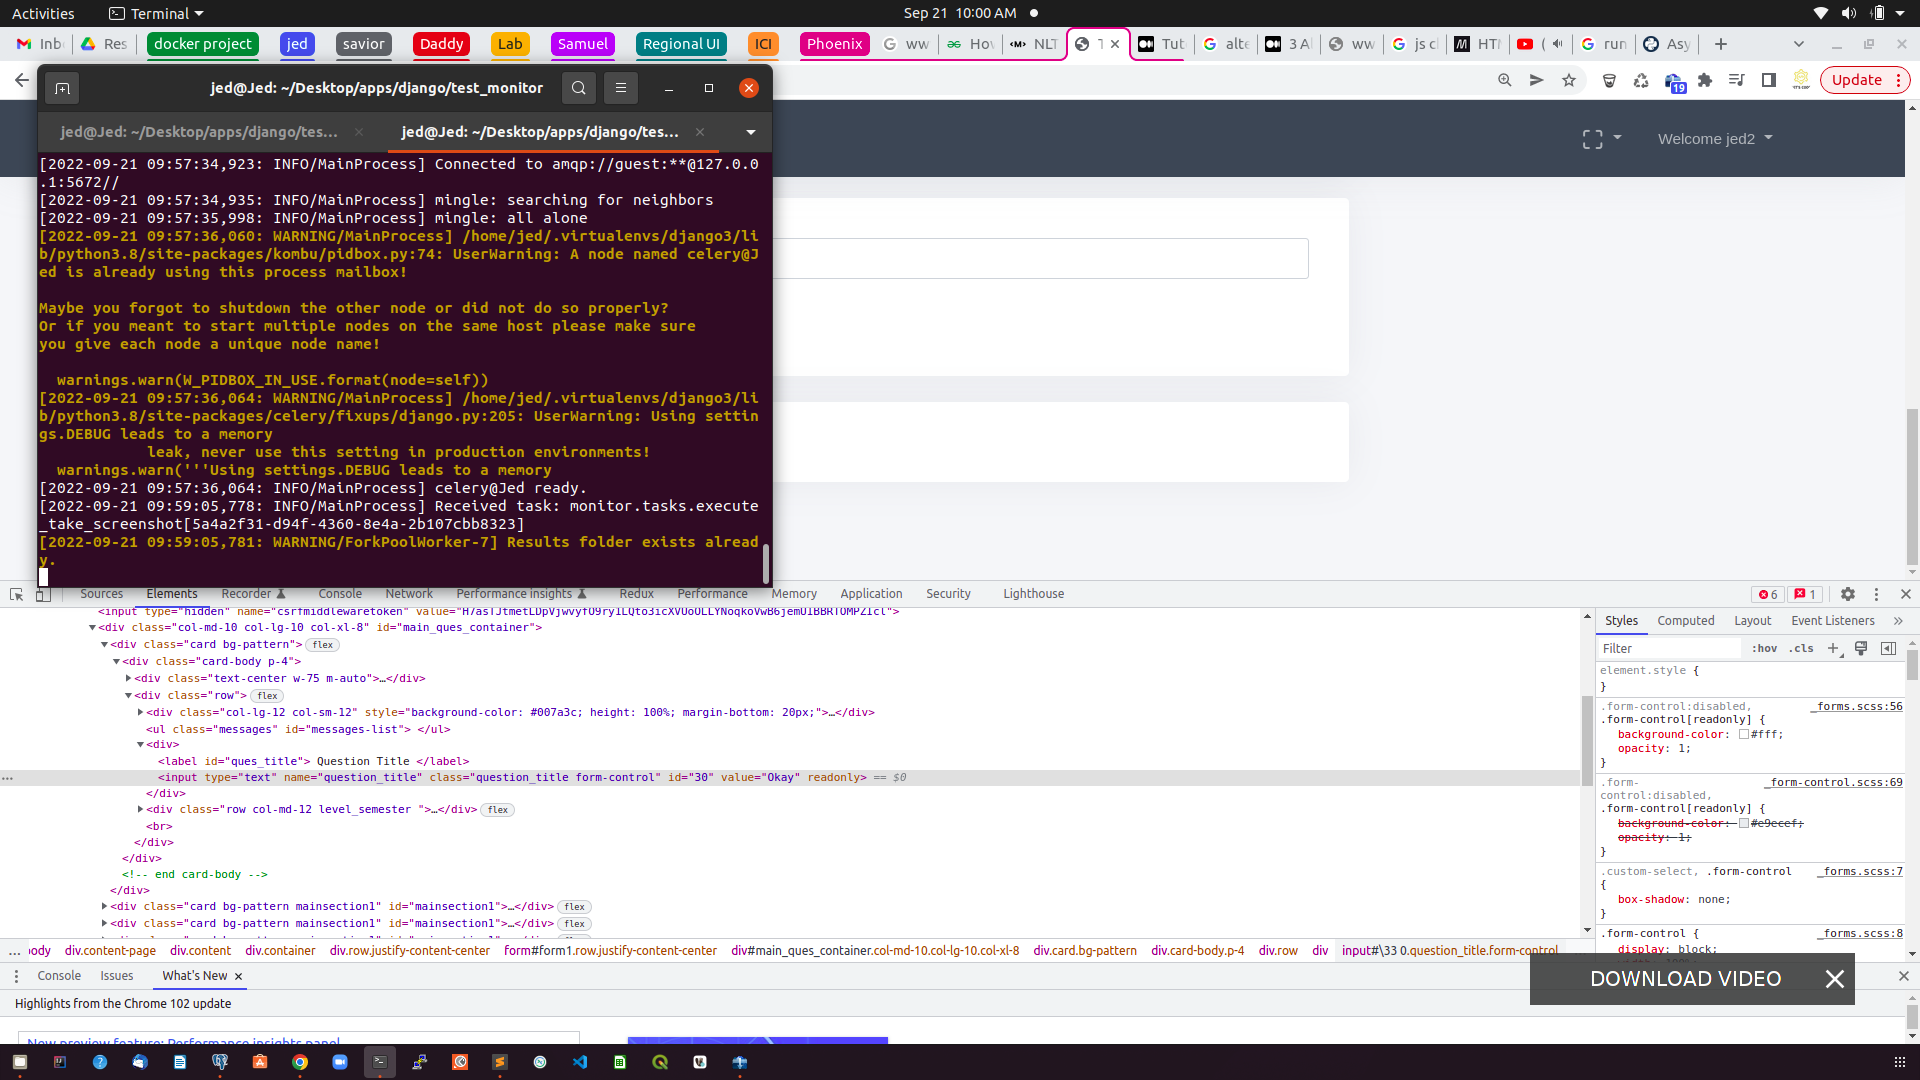 Activities
Terminal
Sep 21 10:00 AM
Inb
Res
docker project
jed
savior
Daddy
Lab
Samuel
Regional UI
ICI
Phoenix
ww
Hov
NLT
T
Tut
alte
3 Al
ww
js cl
HTM
(
run
Asy
Update
19
jed@Jed: ~/Desktop/apps/django/test_monitor
jed@Jed: ~/Desktop/apps/django/tes...
jed@Jed: ~/Desktop/apps/django/tes...
Welcome jed2
[2022-09-21 09:57:34,923: INFO/MainProcess] Connected to amqp://guest:**@127.0.0
.1:5672//
[2022-09-21 09:57:34,935: INFO/MainProcess] mingle: searching for neighbors
[2022-09-21 09:57:35,998: INFO/MainProcess] mingle: all alone
[2022-09-21 09:57:36,060: WARNING/MainProcess] /home/jed/.virtualenvs/django3/li
b/python3.8/site-packages/kombu/pidbox.py:74: UserWarning: A node named celery@J
ed is already using this process mailbox!
Maybe you forgot to shutdown the other node or did not do so properly?
Or if you meant to start multiple nodes on the same host please make sure
you give each node a unique node name!
warnings.warn(W_PIDBOX_IN_USE.format(node=self))
[2022-09-21 09:57:36,064: WARNING/MainProcess] /home/jed/.virtualenvs/django3/li
b/python3.8/site-packages/celery/fixups/django.py:205: UserWarning: Using settin
gs.DEBUG leads to a memory
leak, never use this setting in production environments!
warnings.warn('''Using settings.DEBUG leads to a memory
[2022-09-21 09:57:36,064: INFO/MainProcess] celery@Jed ready.
[2022-09-21 09:59:05,778: INFO/MainProcess] Received task: monitor.tasks.execute
_take_screenshot[5a4a2f31-d94f-4360-8e4a-2b107cbb8323]
[2022-09-21 09:59:05,781: WARNING/ForkPoolWorker-7] Results folder exists alread
y.
Sources
Elements
Recorder
Console
Network
Performance insights
Redux
Performance
Memory
Application
Security
Lighthouse
6
1
<div class="col-md-10 col-lg-10 col-xl-8" id="main_ques_container">
<div class="card bg-pattern> flex
<div class="card-body p-4">
<div class="text-center w-75 m-auto">…</div>
<div class="row"> flex
<div class="col-lg-12 col-sm-12" style="background-color: #007a3c; height: 100%; margin-bottom: 20px;">…</div>
<ul class="messages" id="messages-list"> </ul>
<div>
<label id="ques_title"> Question Title </label>
<input type="text" name="question_title" class="question_title form-control" id="30" value="Okay" readonly> == $0
</div>
<div class="row col-md-12 level_semester ">…</div> flex
<br>
</div>
</div>
<!-- end card-body -->
</div>
<div class="card bg-pattern mainsection1" id="mainsection1">…</div> flex
<div class="card bg-pattern mainsection1" id="mainsection1">…</div> flex
Styles
Computed
Layout
Event Listeners
Filter
:hov
.cls
element.style {
}
.form-control:disabled, _forms.scss:56
.form-control[readonly] {
background-color: #fff;
opacity: 1;
}
.form- _form-control.scss:69
control:disabled,
.form-control[readonly] {
background-color: #e9ecef;
opacity: 1;
}
.custom-select, .form-control _forms.scss:7
{
box-shadow: none;
}
.form-control { _forms.scss:8
display: block;
... body div.content-page div.content div.container div.row.justify-content-center form#form1.row.justify-content-center div#main_ques_container.col-md-10.col-lg-10.col-xl-8 div.card.bg-pattern div.card-body.p-4 div.row div input#\33 0.question_title.form-control
Console
Issues
What's New
DOWNLOAD VIDEO
Highlights from the Chrome 102 update
New preview feature: Performance insights panel